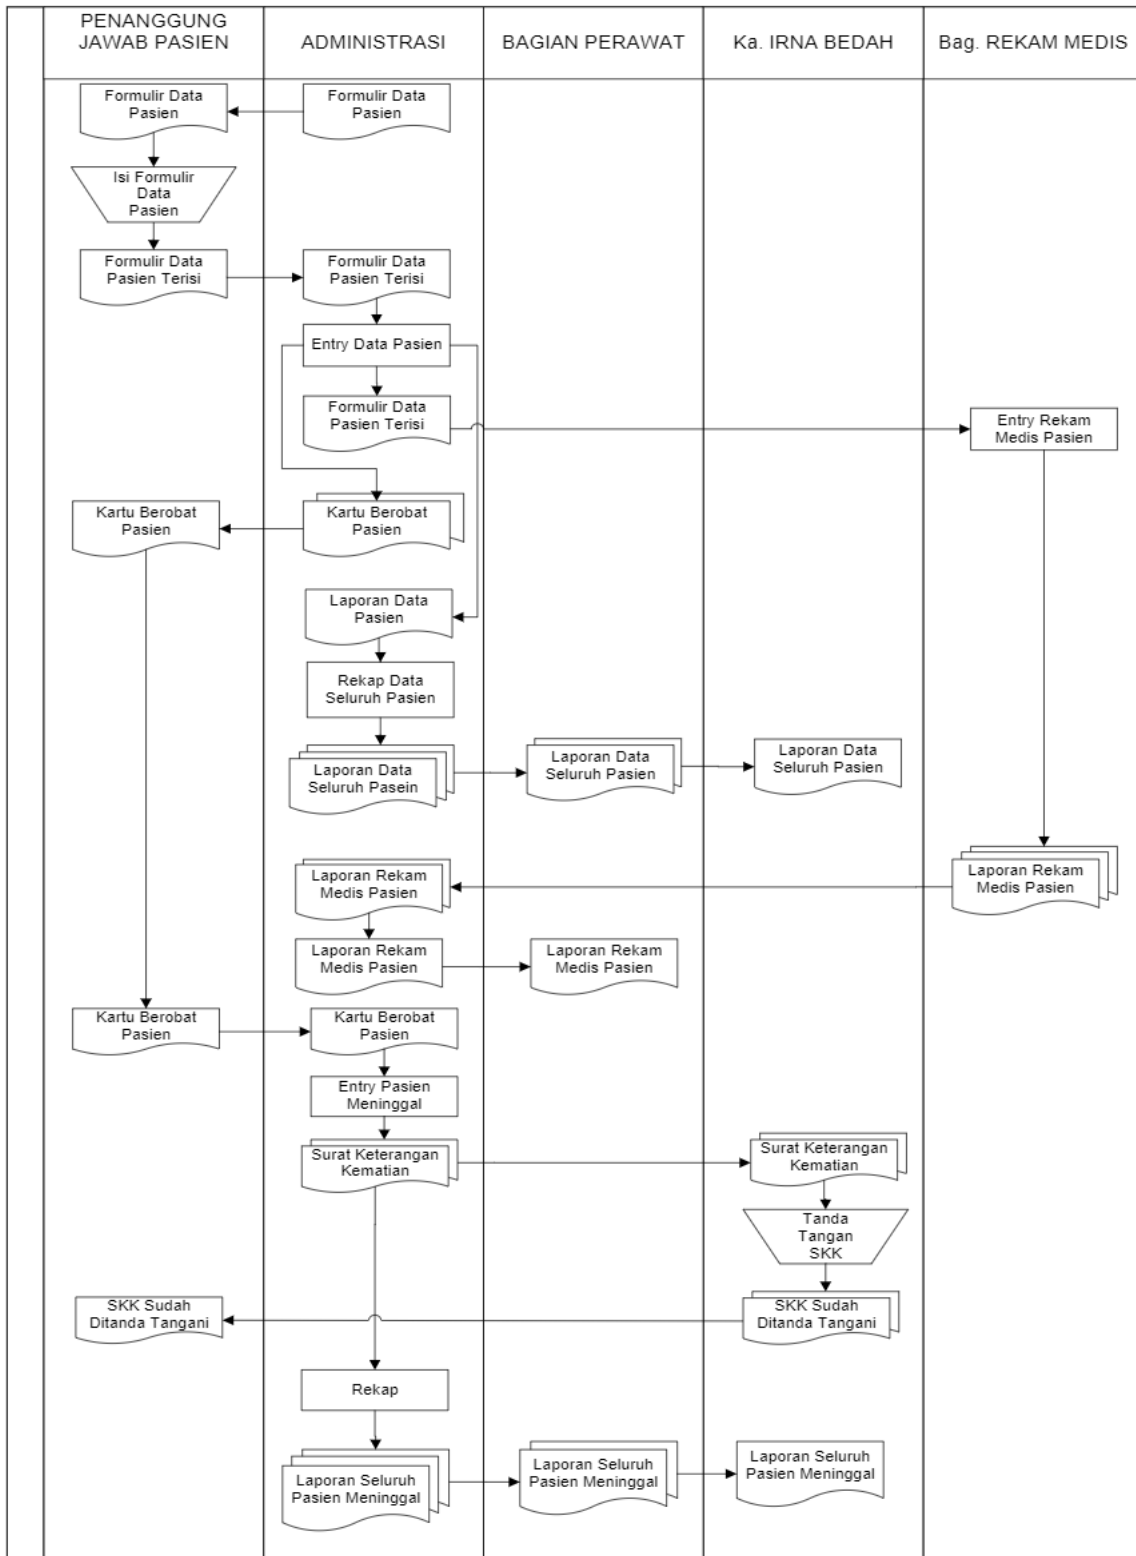 PENANGGUNG
JAWAB PASIEN
ADMINISTRASI
BAGIAN PERAWAT
Ka. IRNA BEDAH
Bag. REKAM MEDIS
Formulir Data
Pasien
Formulir Data
Pasien
Isi Formulir
Data
Pasien
Formulir Data
Pasien Terisi
Formulir Data
Pasien Terisi
Entry Data Pasien
Formulir Data
Pasien Terisi
Entry Rekam
Medis Pasien
Kartu Berobat
Pasien
Kartu Berobat
Pasien
Laporan Data
Pasien
Rekap Data
Seluruh Pasien
Laporan Data
Seluruh Pasein
Laporan Data
Seluruh Pasien
Laporan Data
Seluruh Pasien
Laporan Rekam
Medis Pasien
Laporan Rekam
Medis Pasien
Laporan Rekam
Medis Pasien
Laporan Rekam
Medis Pasien
Kartu Berobat
Pasien
Kartu Berobat
Pasien
Entry Pasien
Meninggal
Surat Keterangan
Kematian
Surat Keterangan
Kematian
Tanda
Tangan
SKK
SKK Sudah
Ditanda Tangani
SKK Sudah
Ditanda Tangani
Rekap
Laporan Seluruh
Pasien Meninggal
Laporan Seluruh
Pasien Meninggal
Laporan Seluruh
Pasien Meninggal